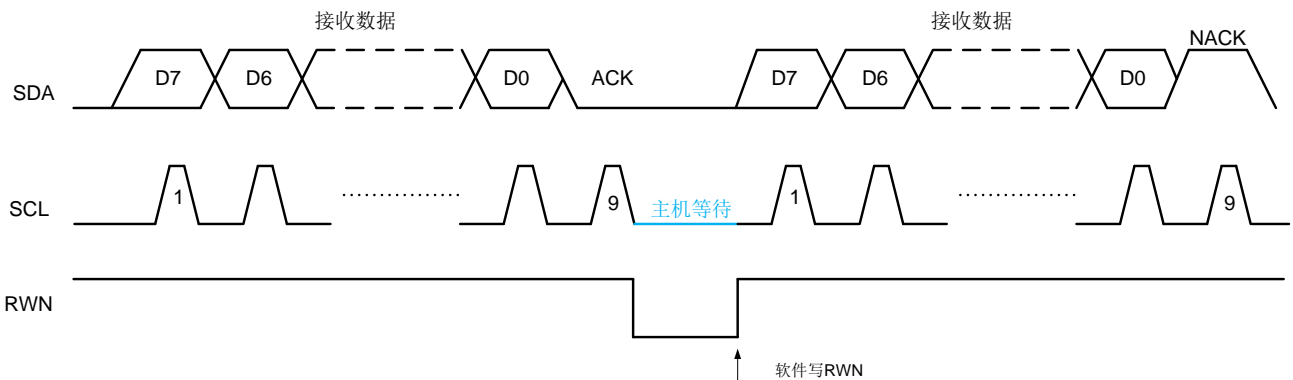 接收数据 接收数据
NACK
SDA D7 D6 D0 ACK D7 D6 D0
SCL 1 9 主机等待 1 9
RWN
软件写RWN